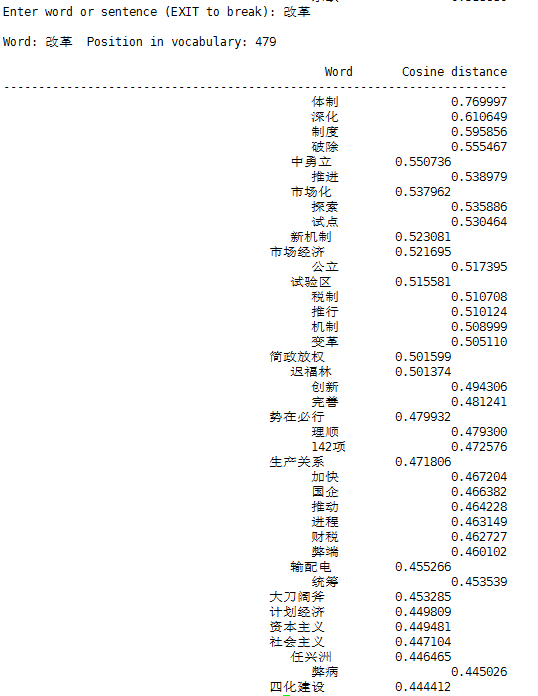 Enter word or sentence (EXIT to break): 改革
Word: 改革 Position in vocabulary: 479
Word Cosine distance
------------------------------------------------------------------------
体制 0.769997
深化 0.610649
制度 0.595856
破除 0.555467
中勇立 0.550736
推进 0.538979
市场化 0.537962
探索 0.535886
试点 0.530464
新机制 0.523081
市场经济 0.521695
公立 0.517395
试验区 0.515581
税制 0.510708
推行 0.510124
机制 0.508999
变革 0.505110
简政放权 0.501599
迟福林 0.501374
创新 0.494306
完善 0.481241
势在必行 0.479932
理顺 0.479300
142项 0.472576
生产关系 0.471806
加快 0.467204
国企 0.466382
推动 0.464228
进程 0.463149
财税 0.462727
弊端 0.460102
输配电 0.455266
统筹 0.453539
大刀阔斧 0.453285
计划经济 0.449809
资本主义 0.449481
社会主义 0.447104
任兴洲 0.446465
弊病 0.445026
四化建设 0.444412